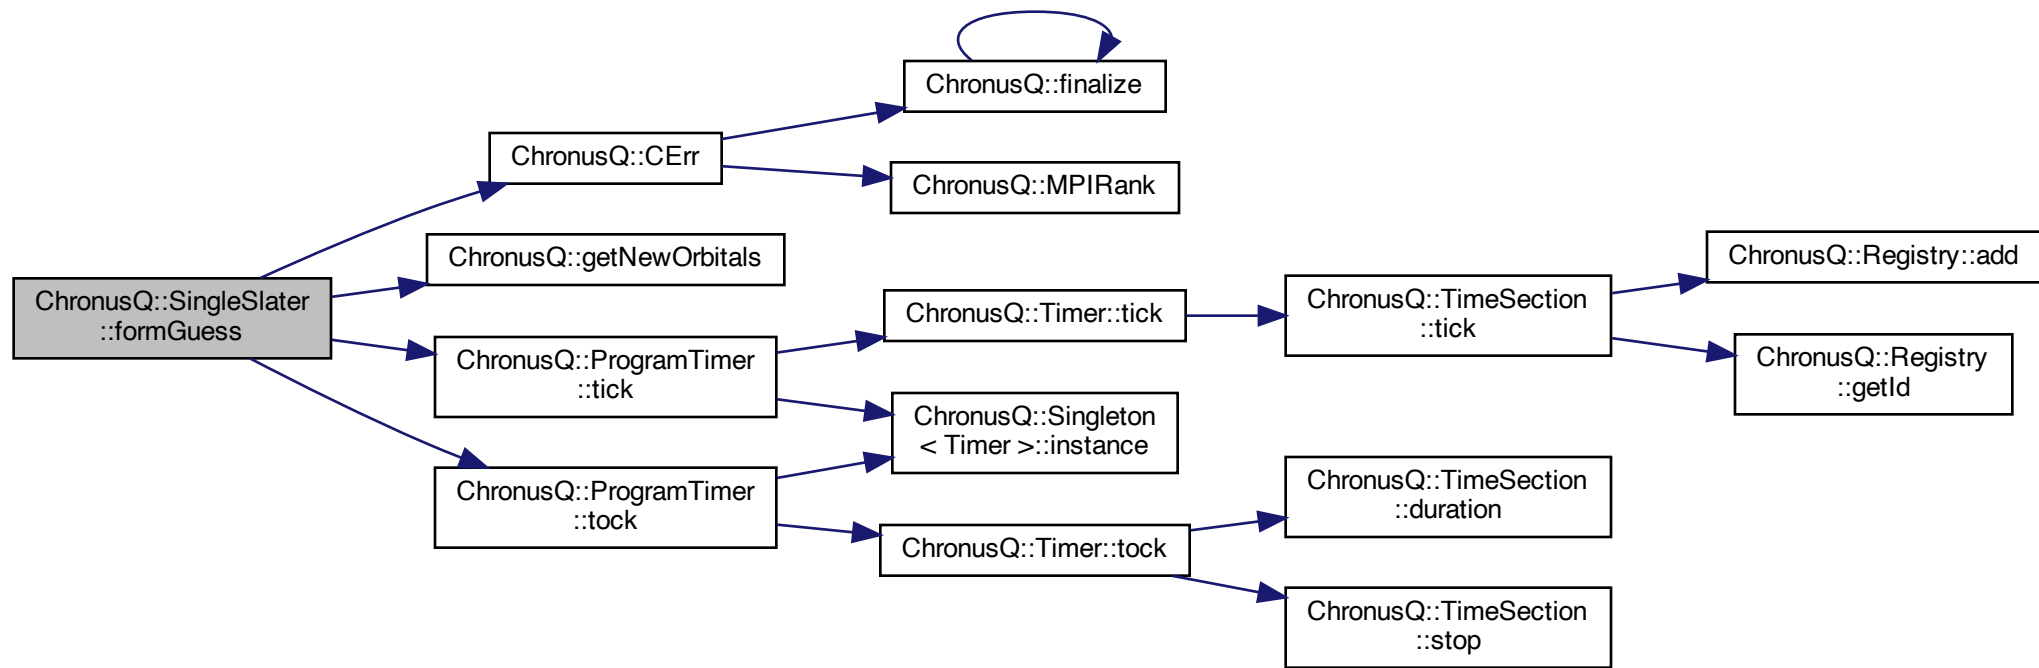 ChronusQ::finalize
ChronusQ::CErr
ChronusQ::MPIRank
ChronusQ::getNewOrbitals
ChronusQ::Registry::add
ChronusQ::SingleSlater
::formGuess
ChronusQ::Timer::tick
ChronusQ::TimeSection
::tick
ChronusQ::ProgramTimer
::tick
ChronusQ::Registry
::getId
ChronusQ::Singleton
< Timer >::instance
ChronusQ::ProgramTimer
::tock
ChronusQ::TimeSection
::duration
ChronusQ::Timer::tock
ChronusQ::TimeSection
::stop